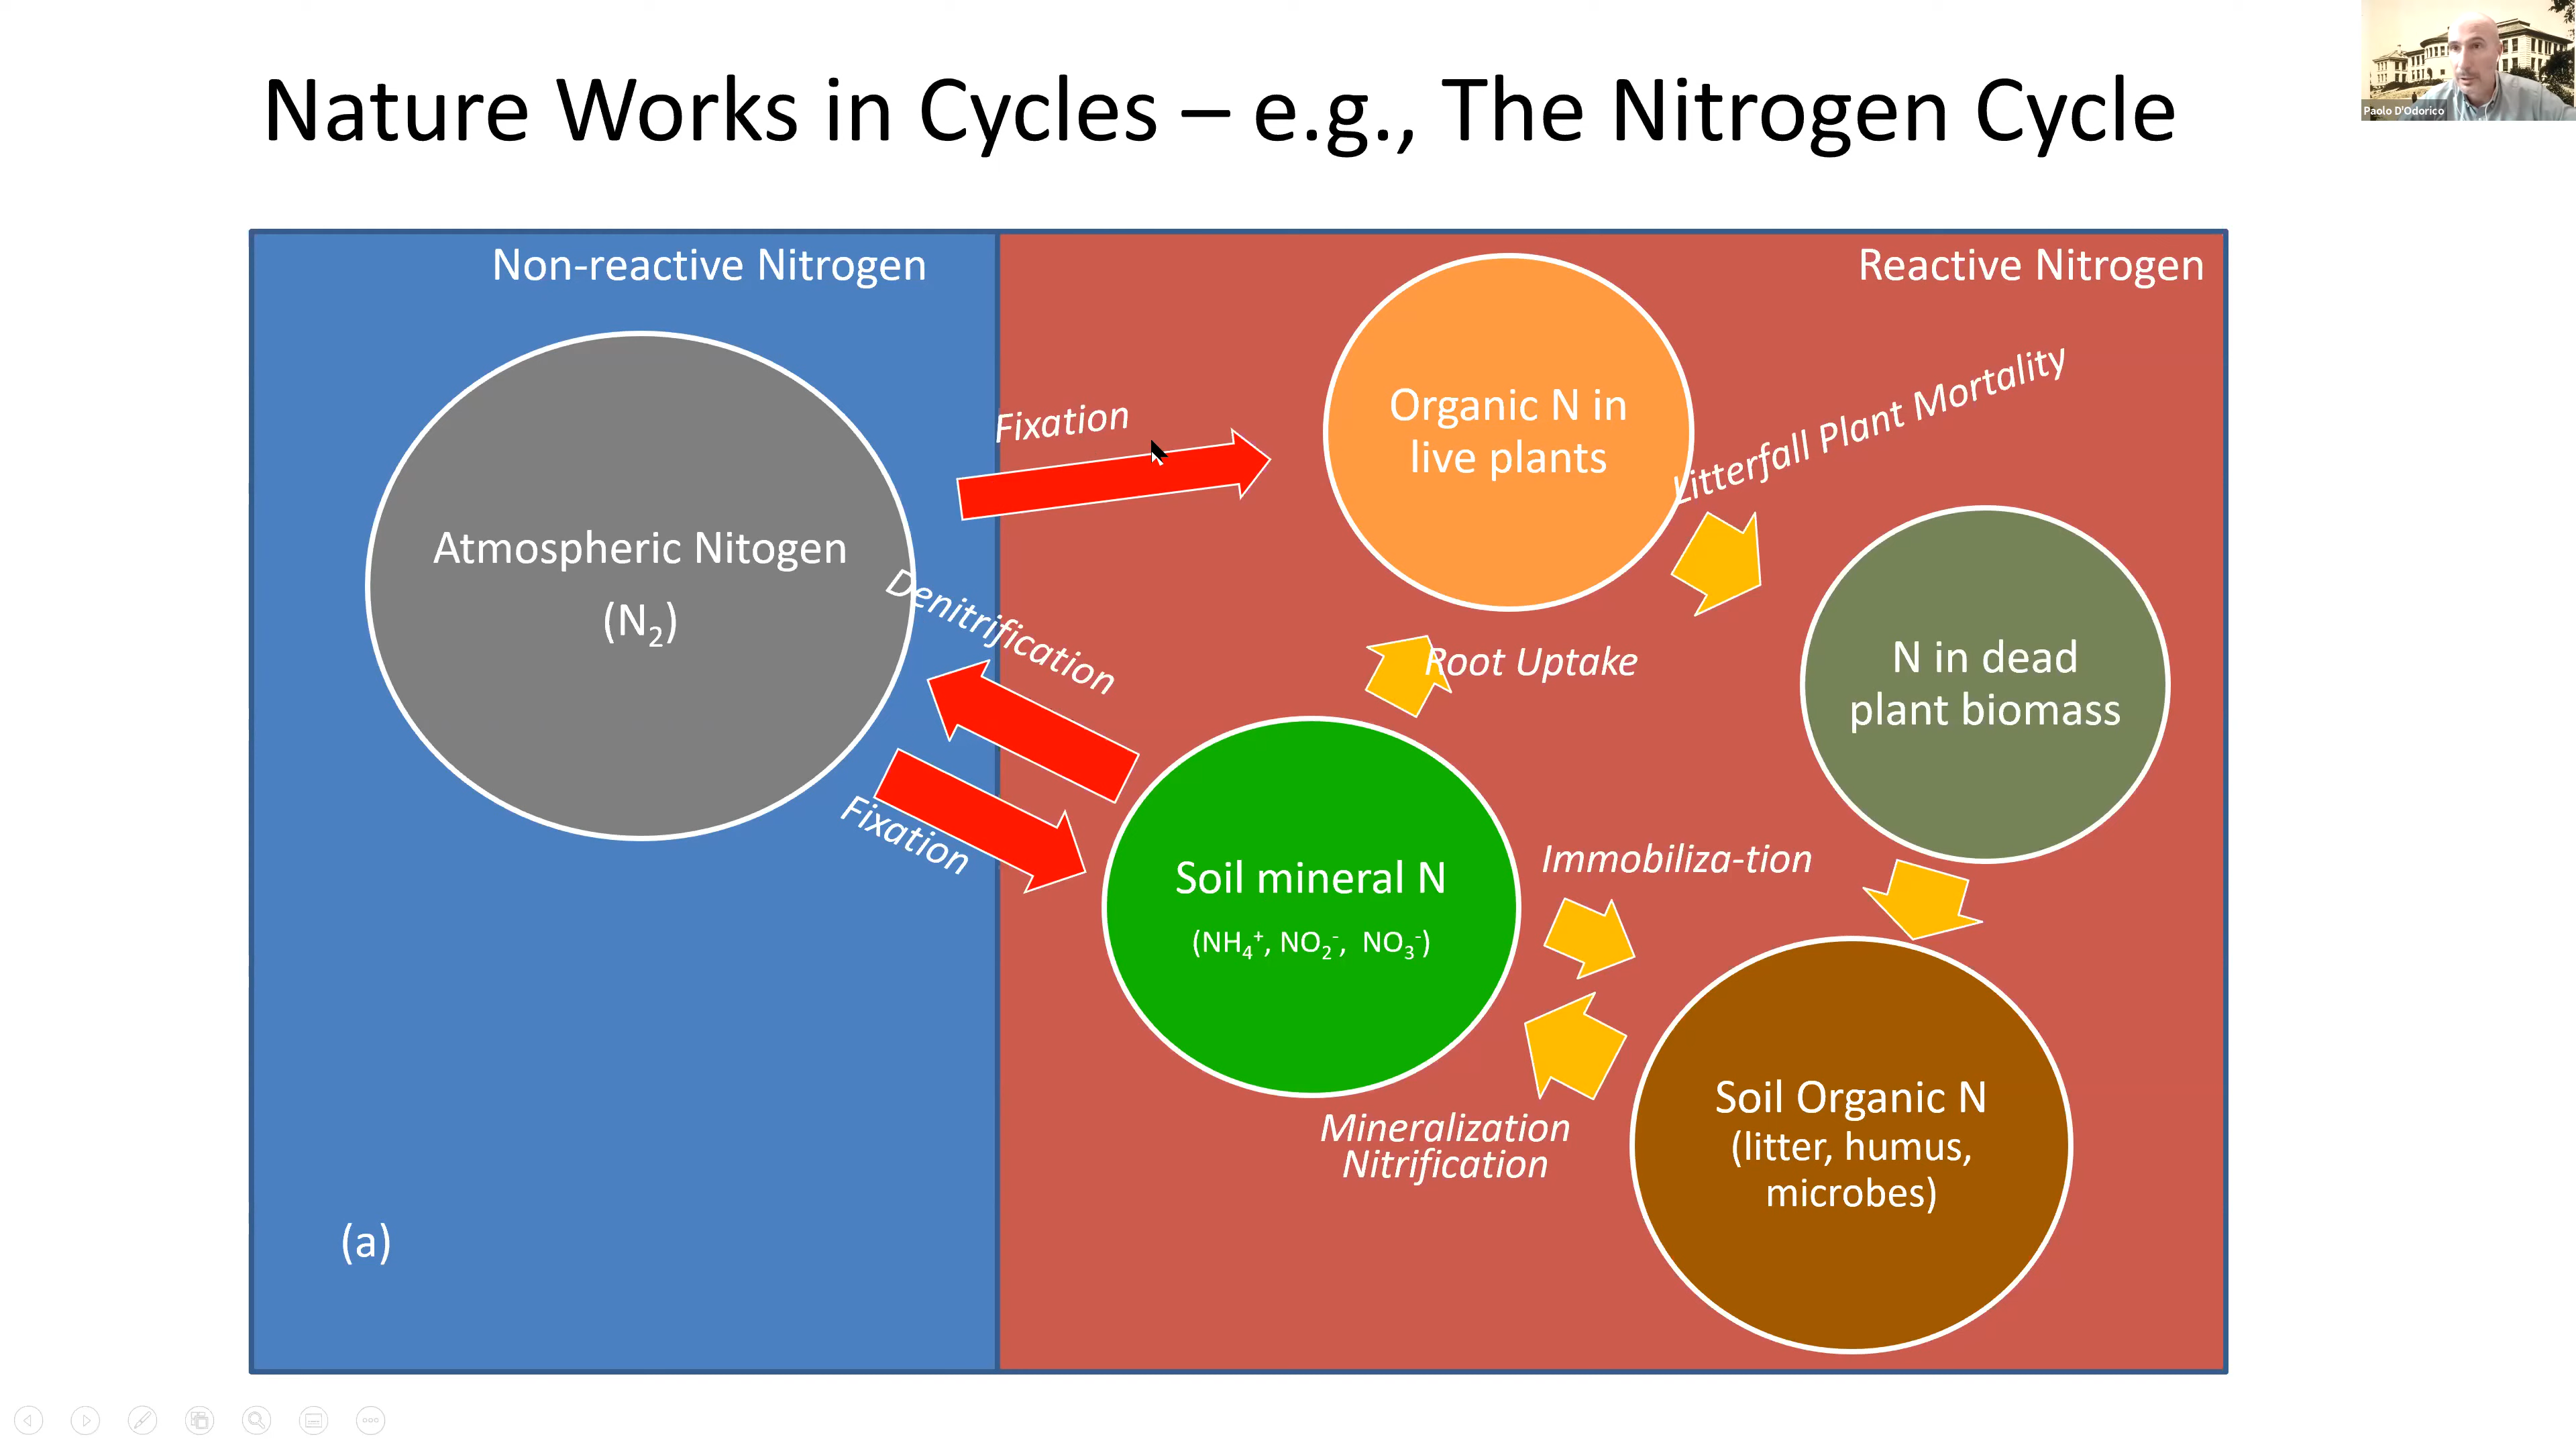 Nature Works in Cycles – e.g., The Nitrogen Cycle
Paolo D'Odorico
Non-reactive Nitrogen
Reactive Nitrogen
Atmospheric Nitogen
(N₂)
Fixation
Organic N in
live plants
Litterfall Plant Mortality
Denitrification
Fixation
Root Uptake
N in dead
plant biomass
Soil mineral N
(NH₄⁺, NO₂⁻, NO₃⁻)
Immobiliza-tion
Mineralization
Nitrification
Soil Organic N
(litter, humus,
microbes)
(a)